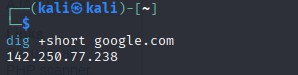 ┌──(kali㉿kali)-[~]
└─$
dig +short google.com
142.250.77.238